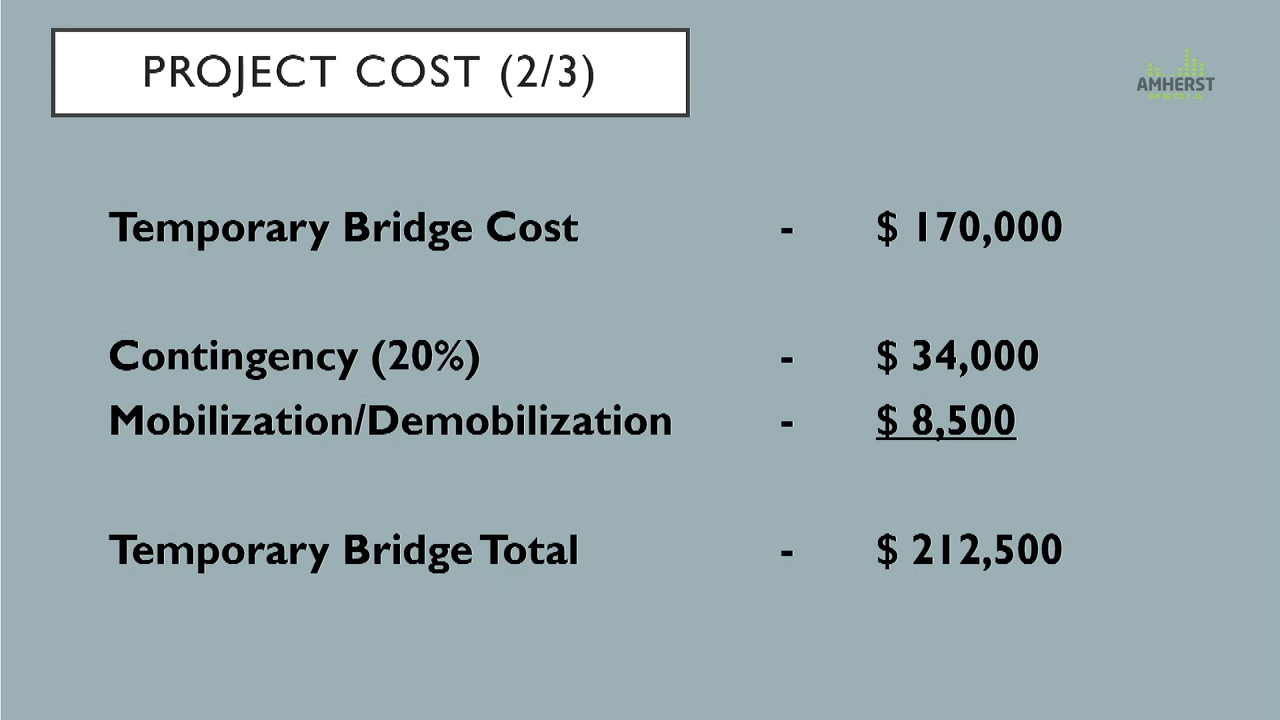 PROJECT COST (2/3)
AMHERST
MEDIA
Temporary Bridge Cost - $ 170,000
Contingency (20%) - $ 34,000
Mobilization/Demobilization - $ 8,500
Temporary Bridge Total - $ 212,500